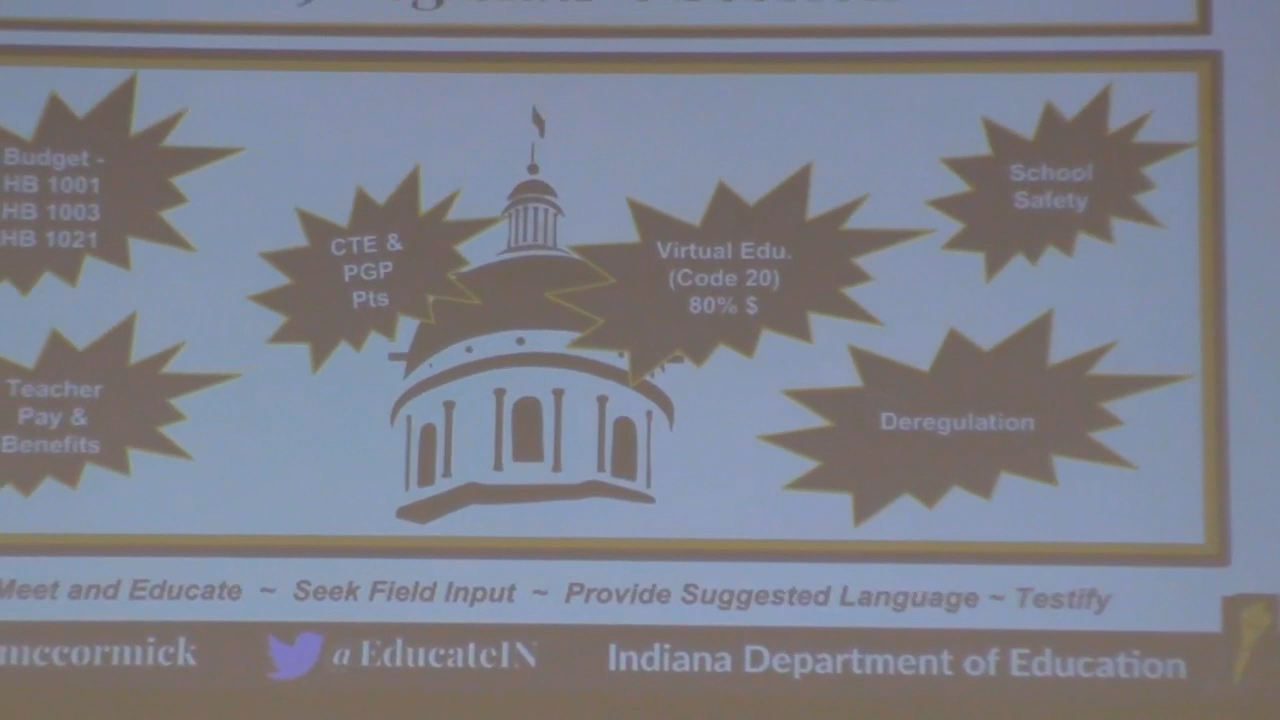 Budget -
HB 1001
HB 1003
HB 1021
CTE &
PGP
Pts
Virtual Edu.
(Code 20)
80% $
School
Safety
Teacher
Pay &
Benefits
Deregulation
Meet and Educate ~ Seek Field Input ~ Provide Suggested Language ~ Testify
mccormick @EducateIN Indiana Department of Education